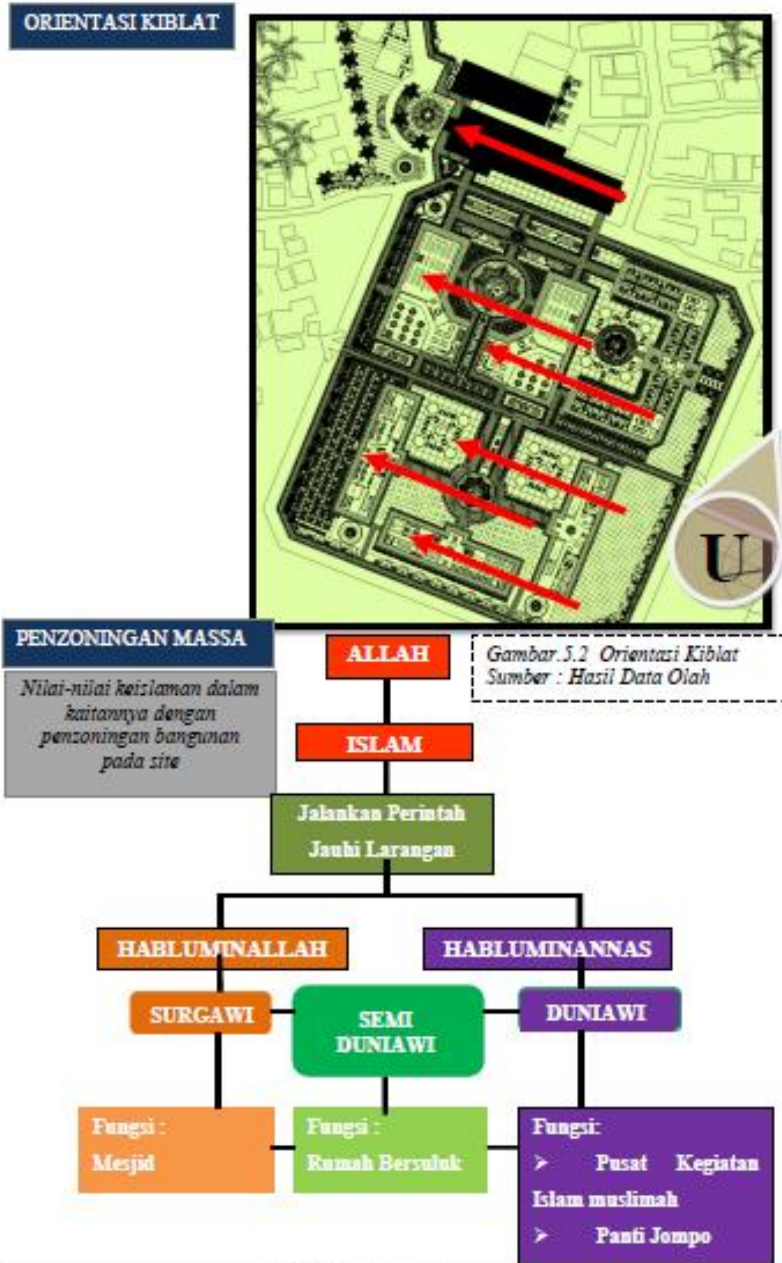 ORIENTASI KIBLAT
U
PENZONINGAN MASSA
Nilai-nilai keislaman dalam
kaitannya dengan
penzoningan bangunan
pada site
Gambar.5.2 Orientasi Kiblat
Sumber : Hasil Data Olah
ALLAH
ISLAM
Jalankan Perintah
Jauhi Larangan
HABLUMINALLAH
HABLUMINANNAS
SURGAWI
SEMI
DUNIAWI
DUNIAWI
Fungsi :
Mesjid
Fungsi :
Rumah Bersuluk
Fungsi:
➢ Pusat Kegiatan
Islam muslimah
➢ Panti Jompo